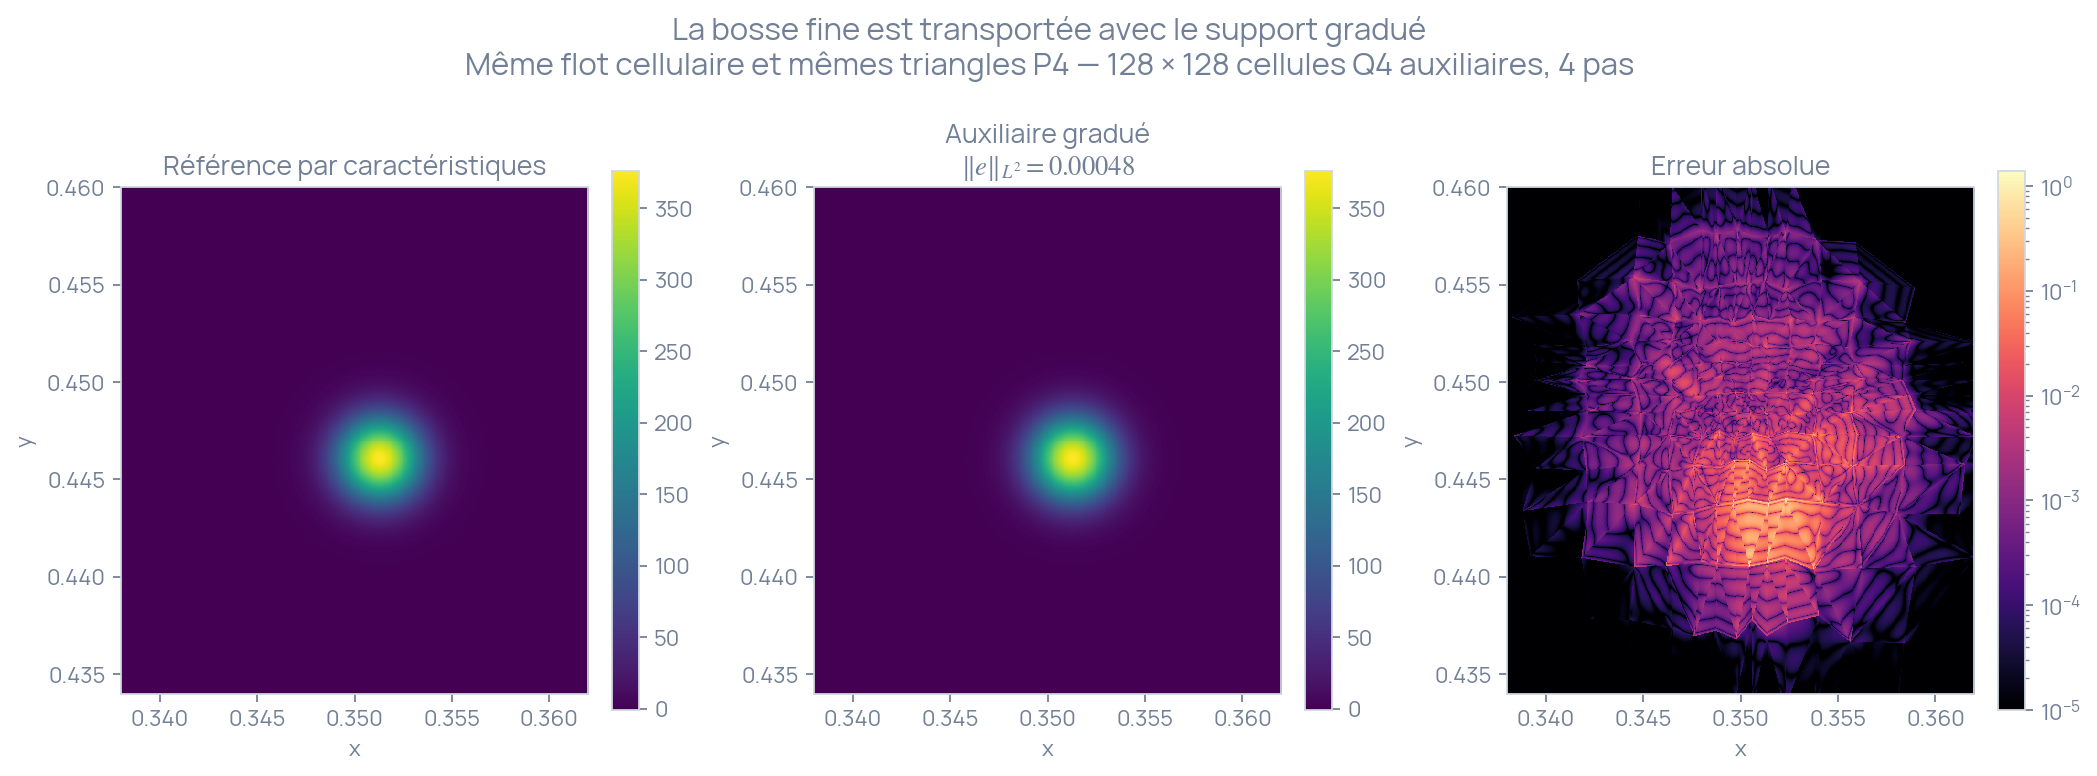 La bosse fine est transportée avec le support gradué
Même flot cellulaire et mêmes triangles P4 — 128 × 128 cellules Q4 auxiliaires, 4 pas
Référence par caractéristiques
0.460
0.455
0.450
0.445
0.440
0.435
y
0.340 0.345 0.350 0.355 0.360
x
350
300
250
200
150
100
50
0
Auxiliaire gradué
‖e‖_{L²} = 0.00048
0.460
0.455
0.450
0.445
0.440
0.435
y
0.340 0.345 0.350 0.355 0.360
x
350
300
250
200
150
100
50
0
Erreur absolue
0.460
0.455
0.450
0.445
0.440
0.435
y
0.340 0.345 0.350 0.355 0.360
x
10⁰
10⁻¹
10⁻²
10⁻³
10⁻⁴
10⁻⁵